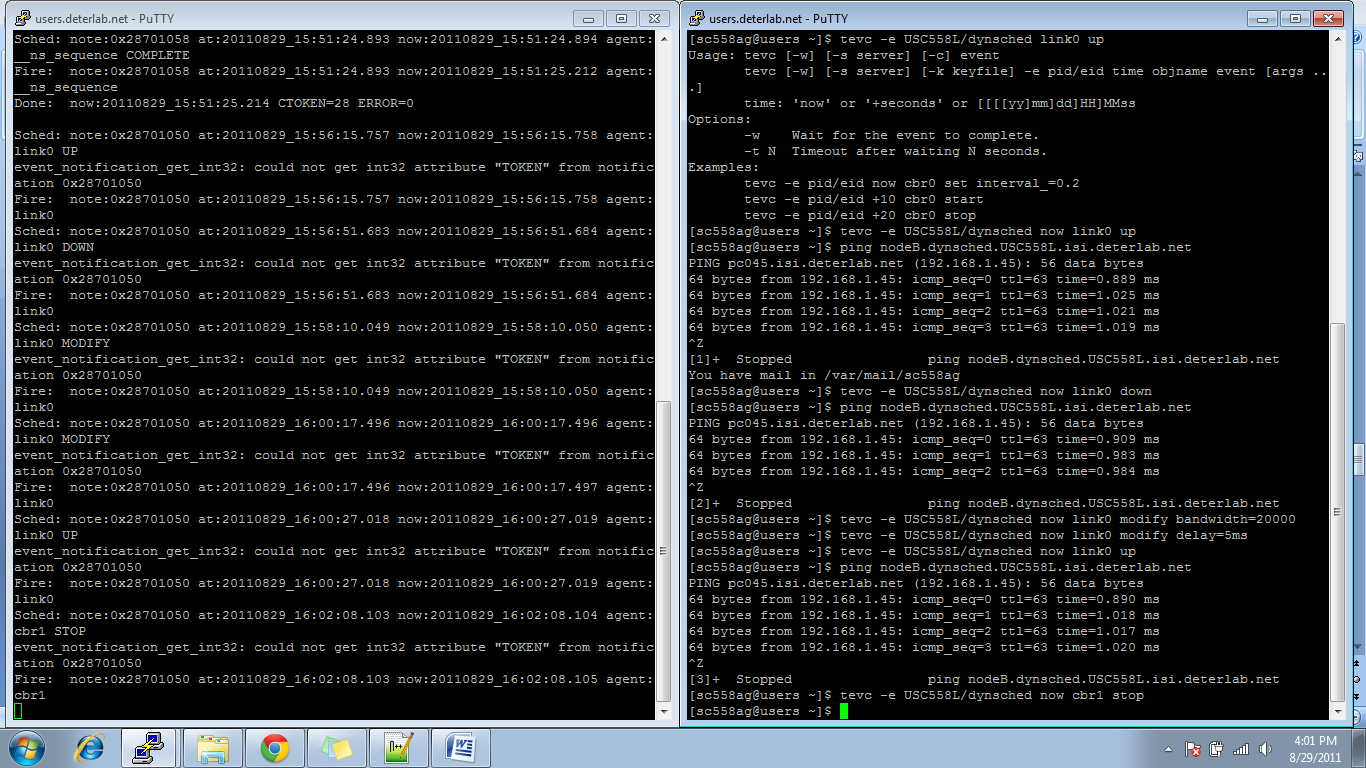 users.deterlab.net - PuTTY
Sched: note:0x28701058 at:20110829_15:51:24.893 now:20110829_15:51:24.894 agent:
__ns_sequence COMPLETE
Fire:  note:0x28701058 at:20110829_15:51:24.893 now:20110829_15:51:25.212 agent:
__ns_sequence
Done:  now:20110829_15:51:25.214 CTOKEN=28 ERROR=0
Sched: note:0x28701050 at:20110829_15:56:15.757 now:20110829_15:56:15.758 agent:
link0 UP
event_notification_get_int32: could not get int32 attribute "TOKEN" from notific
ation 0x28701050
Fire:  note:0x28701050 at:20110829_15:56:15.757 now:20110829_15:56:15.758 agent:
link0
Sched: note:0x28701050 at:20110829_15:56:51.683 now:20110829_15:56:51.684 agent:
link0 DOWN
event_notification_get_int32: could not get int32 attribute "TOKEN" from notific
ation 0x28701050
Fire:  note:0x28701050 at:20110829_15:56:51.683 now:20110829_15:56:51.684 agent:
link0
Sched: note:0x28701050 at:20110829_15:58:10.049 now:20110829_15:58:10.050 agent:
link0 MODIFY
event_notification_get_int32: could not get int32 attribute "TOKEN" from notific
ation 0x28701050
Fire:  note:0x28701050 at:20110829_15:58:10.049 now:20110829_15:58:10.050 agent:
link0
Sched: note:0x28701050 at:20110829_16:00:17.496 now:20110829_16:00:17.496 agent:
link0 MODIFY
event_notification_get_int32: could not get int32 attribute "TOKEN" from notific
ation 0x28701050
Fire:  note:0x28701050 at:20110829_16:00:17.496 now:20110829_16:00:17.497 agent:
link0
Sched: note:0x28701050 at:20110829_16:00:27.018 now:20110829_16:00:27.019 agent:
link0 UP
event_notification_get_int32: could not get int32 attribute "TOKEN" from notific
ation 0x28701050
Fire:  note:0x28701050 at:20110829_16:00:27.018 now:20110829_16:00:27.019 agent:
link0
Sched: note:0x28701050 at:20110829_16:02:08.103 now:20110829_16:02:08.104 agent:
cbr1 STOP
event_notification_get_int32: could not get int32 attribute "TOKEN" from notific
ation 0x28701050
Fire:  note:0x28701050 at:20110829_16:02:08.103 now:20110829_16:02:08.105 agent:
cbr1
users.deterlab.net - PuTTY
[sc558ag@users ~]$ tevc -e USC558L/dynsched link0 up
Usage: tevc [-w] [-s server] [-c] event
       tevc [-w] [-s server] [-k keyfile] -e pid/eid time objname event [args ..
.]
       time: 'now' or '+seconds' or [[[[yy]mm]dd]HH]MMss
Options:
       -w    Wait for the event to complete.
       -t N  Timeout after waiting N seconds.
Examples:
       tevc -e pid/eid now cbr0 set interval_=0.2
       tevc -e pid/eid +10 cbr0 start
       tevc -e pid/eid +20 cbr0 stop
[sc558ag@users ~]$ tevc -e USC558L/dynsched now link0 up
[sc558ag@users ~]$ ping nodeB.dynsched.USC558L.isi.deterlab.net
PING pc045.isi.deterlab.net (192.168.1.45): 56 data bytes
64 bytes from 192.168.1.45: icmp_seq=0 ttl=63 time=0.889 ms
64 bytes from 192.168.1.45: icmp_seq=1 ttl=63 time=1.025 ms
64 bytes from 192.168.1.45: icmp_seq=2 ttl=63 time=1.021 ms
64 bytes from 192.168.1.45: icmp_seq=3 ttl=63 time=1.019 ms
^Z
[1]+  Stopped                 ping nodeB.dynsched.USC558L.isi.deterlab.net
You have mail in /var/mail/sc558ag
[sc558ag@users ~]$ tevc -e USC558L/dynsched now link0 down
[sc558ag@users ~]$ ping nodeB.dynsched.USC558L.isi.deterlab.net
PING pc045.isi.deterlab.net (192.168.1.45): 56 data bytes
64 bytes from 192.168.1.45: icmp_seq=0 ttl=63 time=0.909 ms
64 bytes from 192.168.1.45: icmp_seq=1 ttl=63 time=0.983 ms
64 bytes from 192.168.1.45: icmp_seq=2 ttl=63 time=0.984 ms
^Z
[2]+  Stopped                 ping nodeB.dynsched.USC558L.isi.deterlab.net
[sc558ag@users ~]$ tevc -e USC558L/dynsched now link0 modify bandwidth=20000
[sc558ag@users ~]$ tevc -e USC558L/dynsched now link0 modify delay=5ms
[sc558ag@users ~]$ tevc -e USC558L/dynsched now link0 up
[sc558ag@users ~]$ ping nodeB.dynsched.USC558L.isi.deterlab.net
PING pc045.isi.deterlab.net (192.168.1.45): 56 data bytes
64 bytes from 192.168.1.45: icmp_seq=0 ttl=63 time=0.890 ms
64 bytes from 192.168.1.45: icmp_seq=1 ttl=63 time=1.018 ms
64 bytes from 192.168.1.45: icmp_seq=2 ttl=63 time=1.017 ms
64 bytes from 192.168.1.45: icmp_seq=3 ttl=63 time=1.020 ms
^Z
[3]+  Stopped                 ping nodeB.dynsched.USC558L.isi.deterlab.net
[sc558ag@users ~]$ tevc -e USC558L/dynsched now cbr1 stop
[sc558ag@users ~]$
4:01 PM
8/29/2011